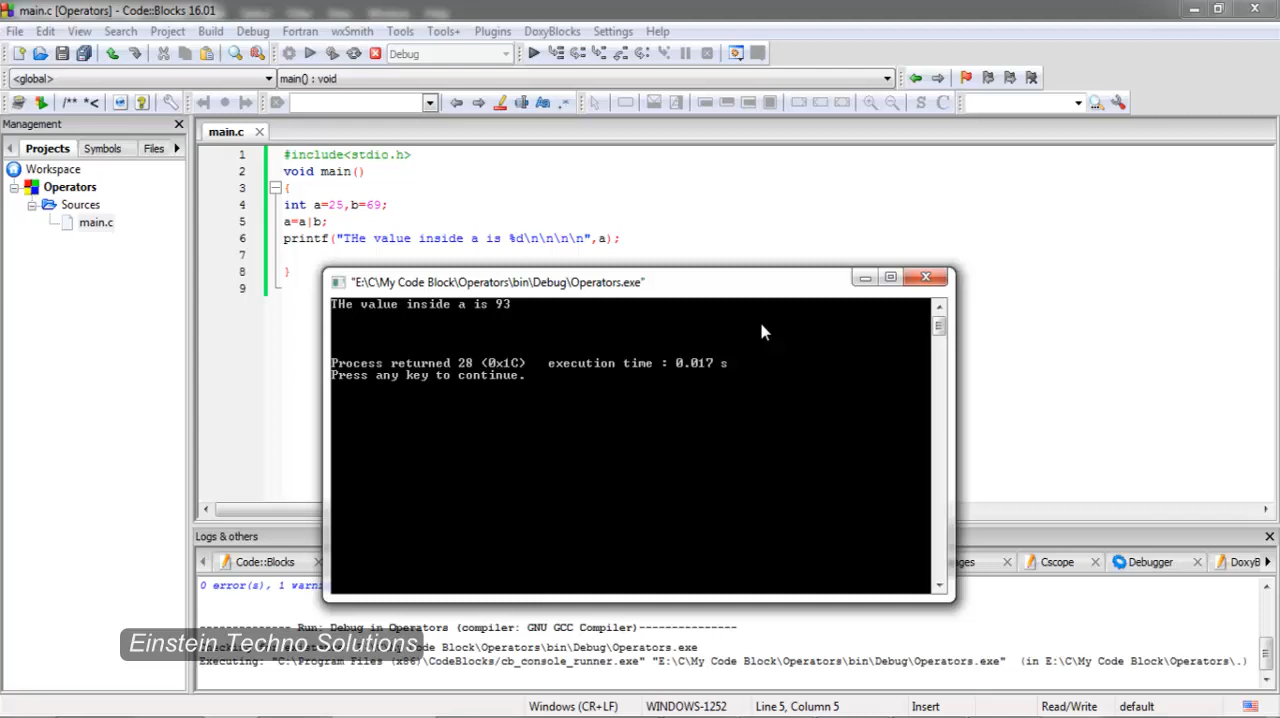 main.c [Operators] - Code::Blocks 16.01
File Edit View Search Project Build Debug Fortran wxSmith Tools Tools+ Plugins DoxyBlocks Settings Help
Debug
<global> main() : void
/** *< S C
Management
main.c
Projects Symbols Files
Workspace
Operators
Sources
main.c
1 #include<stdio.h>
2 void main()
3 {
4 int a=25,b=69;
5 a=a|b;
6 printf("THe value inside a is %d\n\n\n\n",a);
7
8 }
9
"E:\C\My Code Block\Operators\bin\Debug\Operators.exe"
THe value inside a is 93
Process returned 28 (0x1C) execution time : 0.017 s
Press any key to continue.
Logs & others
Code::Blocks Cscope Debugger DoxyB
0 error(s), 1
-------------- Run: Debug in Operators (compiler: GNU GCC Compiler)---------------
Einstein Techno Solutions
Code Block\Operators\bin\Debug\Operators.exe
Executing: "C:\Program Files (x86)\CodeBlocks/cb_console_runner.exe" "E:\C\My Code Block\Operators\bin\Debug\Operators.exe" (in E:\C\My Code Block\Operators\.)
Windows (CR+LF) WINDOWS-1252 Line 5, Column 5 Insert Read/Write default